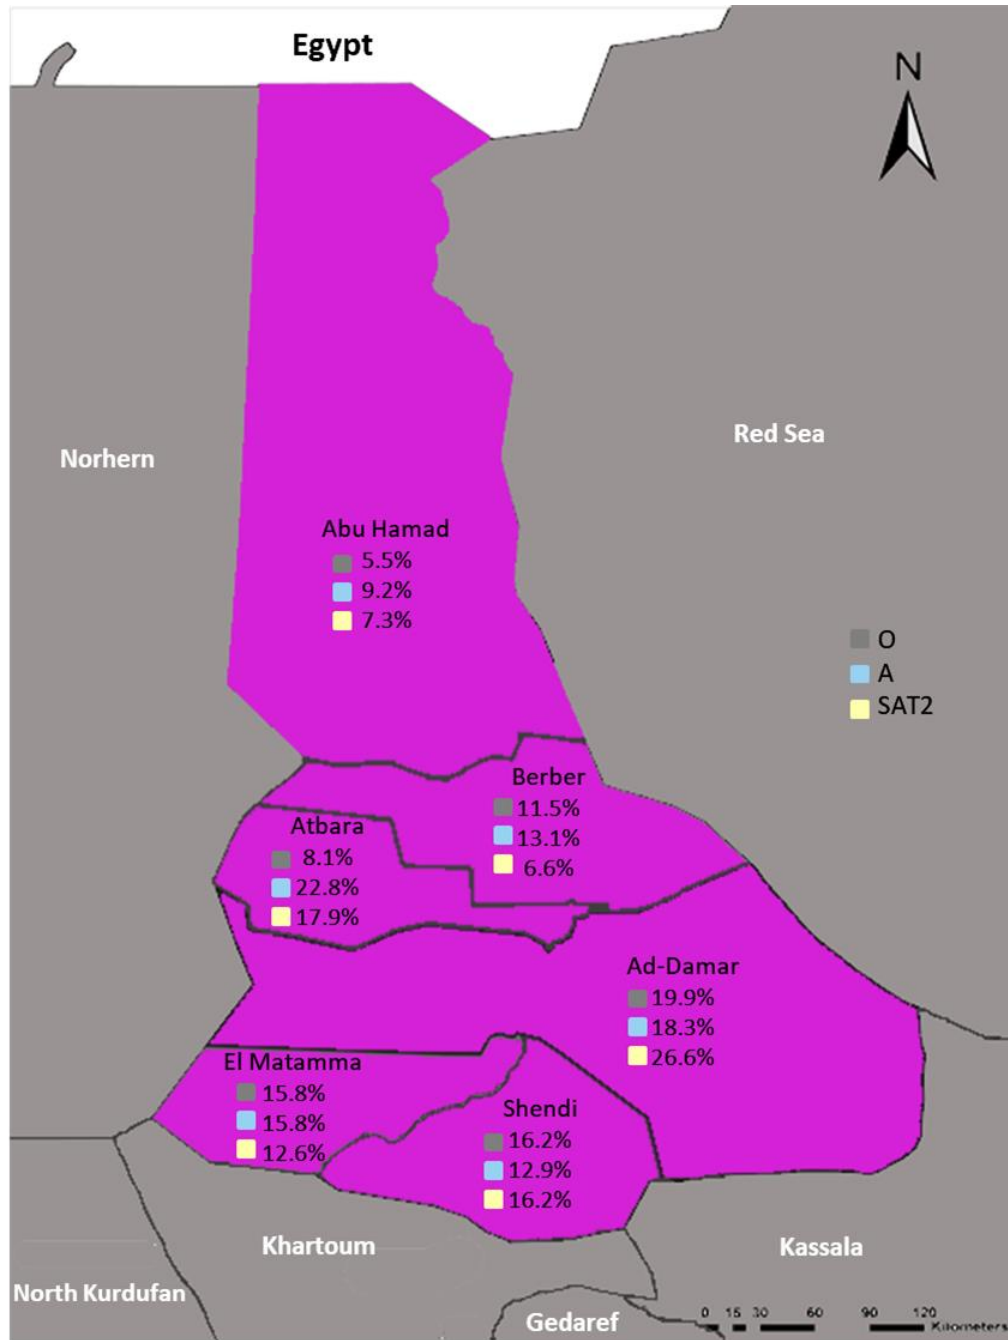 Egypt
N
Norhern
Red Sea
Abu Hamad
5.5%
9.2%
7.3%
O
A
SAT2
Berber
11.5%
13.1%
6.6%
Atbara
8.1%
22.8%
17.9%
Ad-Damar
19.9%
18.3%
26.6%
El Matamma
15.8%
15.8%
12.6%
Shendi
16.2%
12.9%
16.2%
Khartoum
Kassala
North Kurdufan
Gedaref
0 15 30 60 90 120
Kilometers